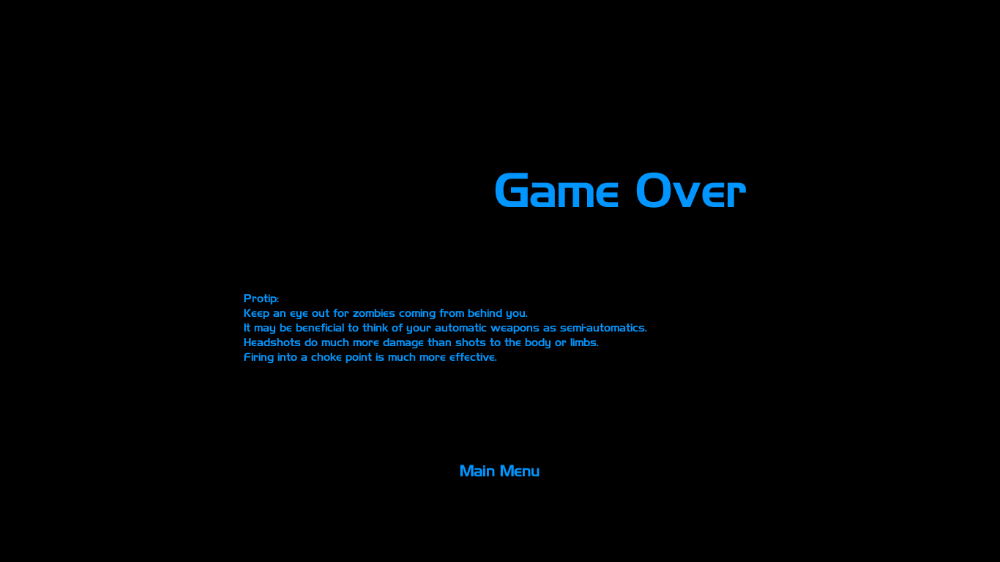 Game Over
Protip:
Keep an eye out for zombies coming from behind you.
It may be beneficial to think of your automatic weapons as semi-automatics.
Headshots do much more damage than shots to the body or limbs.
Firing into a choke point is much more effective.
Main Menu